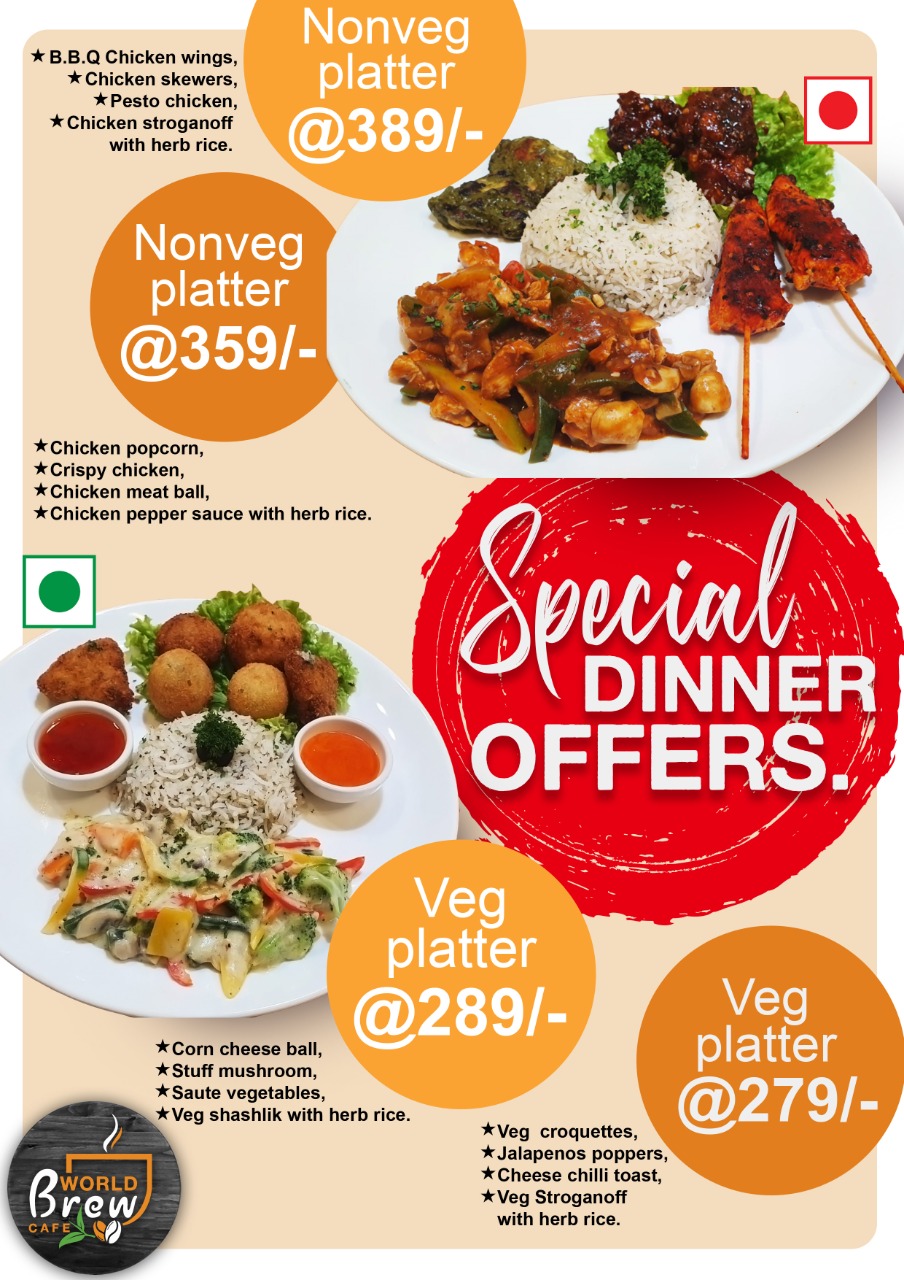 ★B.B.Q Chicken wings,
★Chicken skewers,
★Pesto chicken,
★Chicken stroganoff
with herb rice.
Nonveg
platter
@389/-
Nonveg
platter
@359/-
★Chicken popcorn,
★Crispy chicken,
★Chicken meat ball,
★Chicken pepper sauce with herb rice.
Special
DINNER
OFFERS.
Veg
platter
@289/-
★Corn cheese ball,
★Stuff mushroom,
★Saute vegetables,
★Veg shashlik with herb rice.
Veg
platter
@279/-
★Veg croquettes,
★Jalapenos poppers,
★Cheese chilli toast,
★Veg Stroganoff
with herb rice.
WORLD
Brew
CAFE